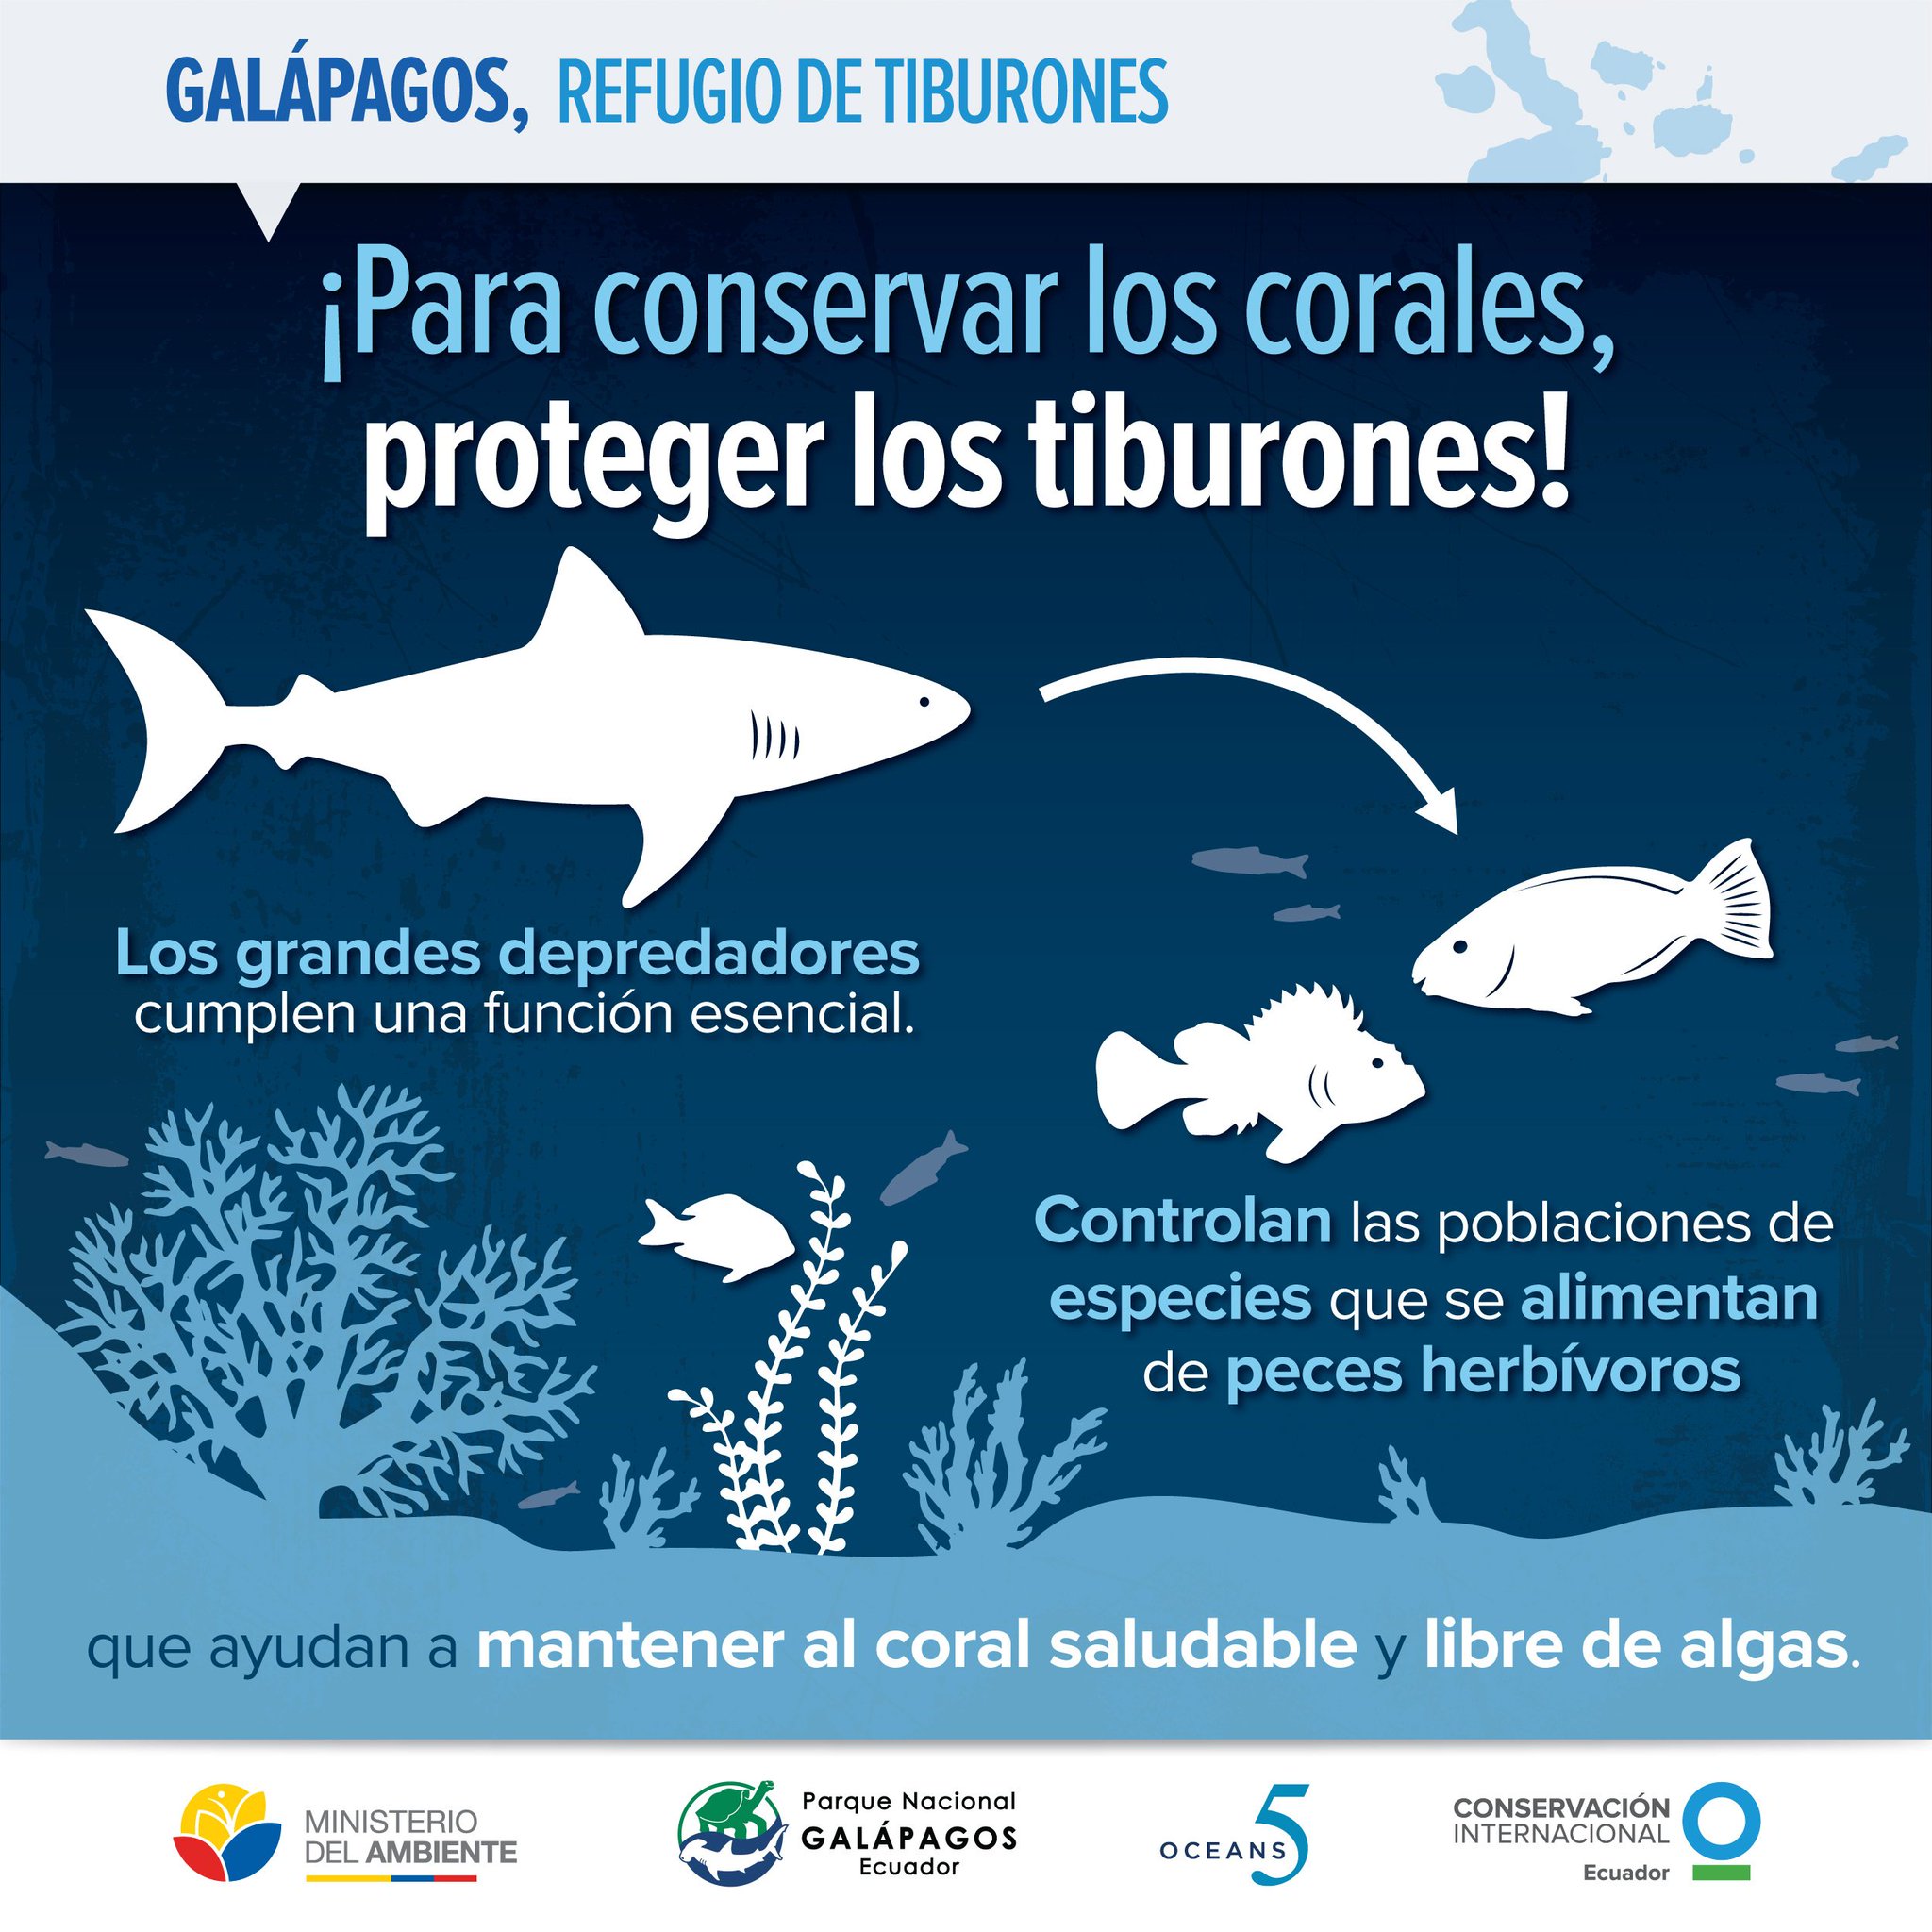 GALÁPAGOS, REFUGIO DE TIBURONES
¡Para conservar los corales,
proteger los tiburones!
Los grandes depredadores
cumplen una función esencial.
Controlan las poblaciones de
especies que se alimentan
de peces herbívoros
que ayudan a mantener al coral saludable y libre de algas.
MINISTERIO
DEL AMBIENTE
Parque Nacional
GALÁPAGOS
Ecuador
OCEANS 5
CONSERVACIÓN
INTERNACIONAL
Ecuador